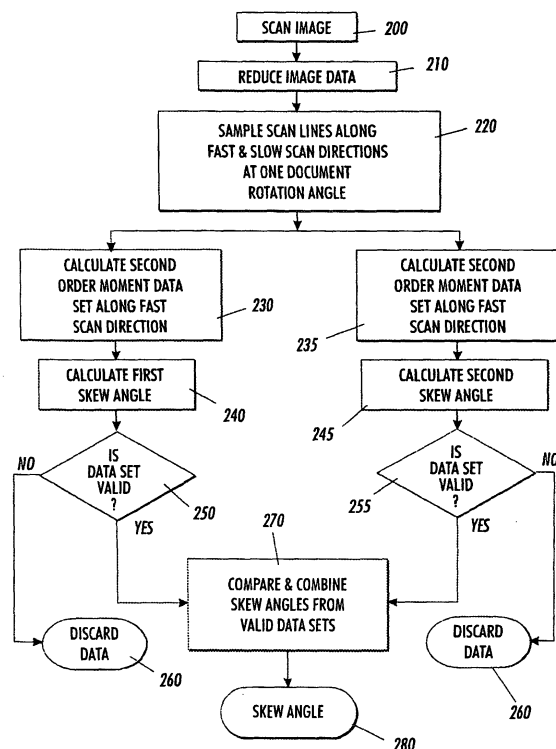 SCAN IMAGE
200
REDUCE IMAGE DATA
210
SAMPLE SCAN LINES ALONG
FAST & SLOW SCAN DIRECTIONS
AT ONE DOCUMENT
ROTATION ANGLE
220
CALCULATE SECOND
ORDER MOMENT DATA
SET ALONG FAST
SCAN DIRECTION
230
CALCULATE SECOND
ORDER MOMENT DATA
SET ALONG FAST
SCAN DIRECTION
235
CALCULATE FIRST
SKEW ANGLE
240
CALCULATE SECOND
SKEW ANGLE
245
NO
IS
DATA SET
VALID
?
250
YES
IS
DATA SET
VALID
?
255
NO
YES
270
COMPARE & COMBINE
SKEW ANGLES FROM
VALID DATA SETS
DISCARD
DATA
260
DISCARD
DATA
260
SKEW ANGLE
280